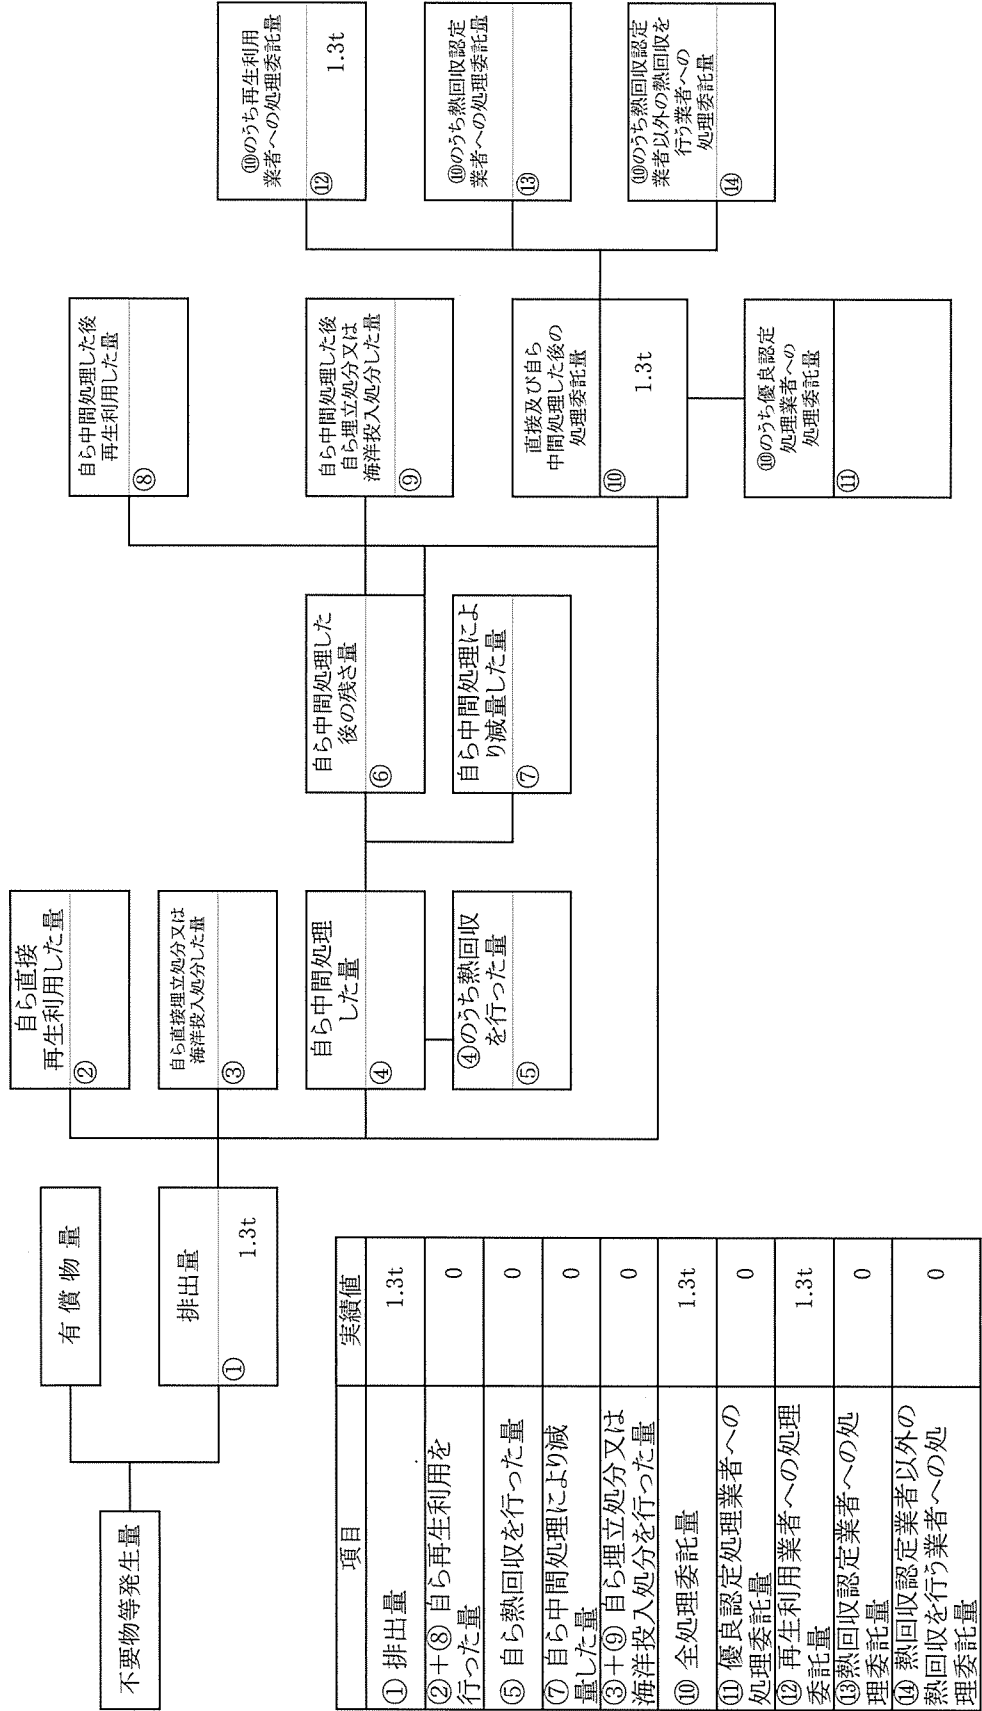 不要物等発生量
有 償 物 量
排出量
①
1.3t
自ら直接
再生利用した量
②
自ら直接埋立処分又は
海洋投入処分した量
③
自ら中間処理
した量
④
④のうち熱回収
を行った量
⑤
自ら中間処理した
後の残さ量
⑥
自ら中間処理によ
り減量した量
⑦
自ら中間処理した後
再生利用した量
⑧
自ら中間処理した後
自ら埋立処分又は
海洋投入処分した量
⑨
直接及び自ら
中間処理した後の
処理委託量
⑩
1.3t
⑩のうち優良認定
処理業者への
処理委託量
⑪
⑩のうち再生利用
業者への処理委託量
⑫
1.3t
⑩のうち熱回収認定
業者への処理委託量
⑬
⑩のうち熱回収認定
業者以外の熱回収を
行う業者への
処理委託量
⑭
項目 実績値
① 排出量 1.3t
②+⑧ 自ら再生利用を
行った量 0
⑤ 自ら熱回収を行った量 0
⑦ 自ら中間処理により減
量した量 0
③+⑨ 自ら埋立処分又は
海洋投入処分を行った量 0
⑩ 全処理委託量 1.3t
⑪ 優良認定処理業者への
処理委託量 0
⑫ 再生利用業者への処理
委託量 1.3t
⑬熱回収認定業者への処
理委託量 0
⑭ 熱回収認定業者以外の
熱回収を行う業者への処
理委託量 0